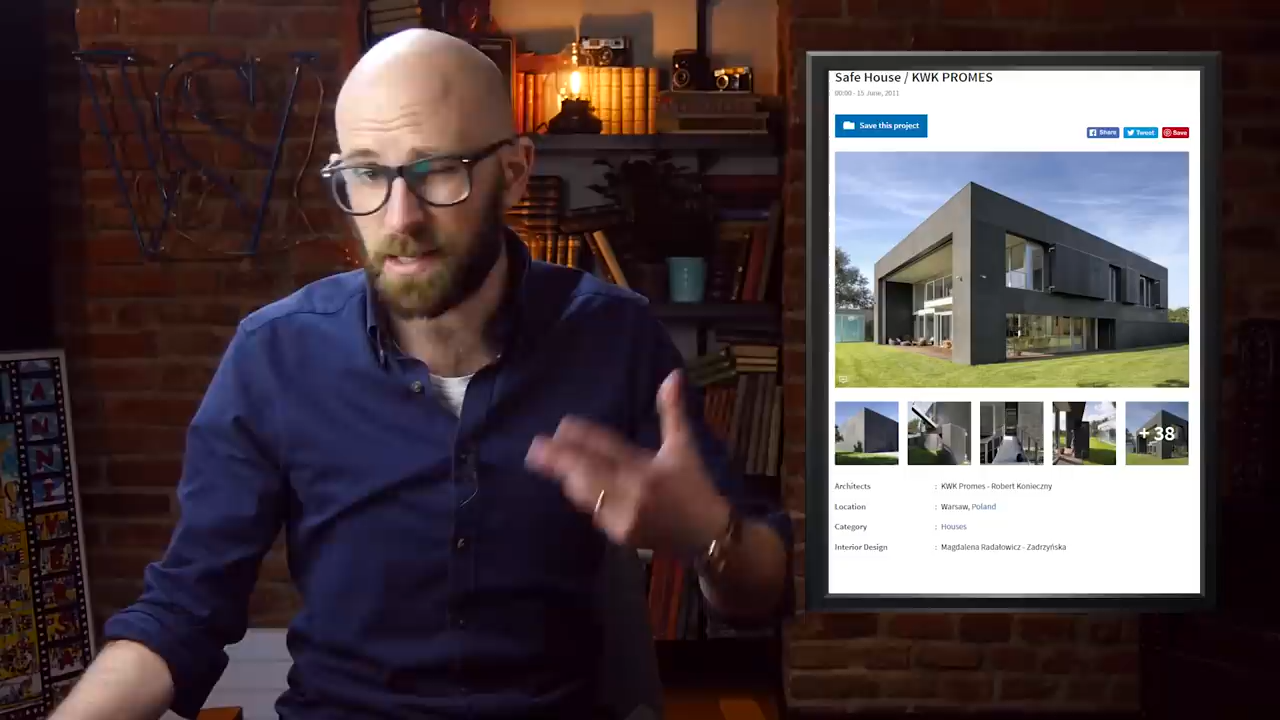 Safe House / KWK PROMES
00:00 - 15 June, 2011
Save this project
Share
Tweet
Save
+ 38
Architects : KWK Promes - Robert Konieczny
Location : Warsaw, Poland
Category : Houses
Interior Design : Magdalena Radałowicz - Zadrzyńska